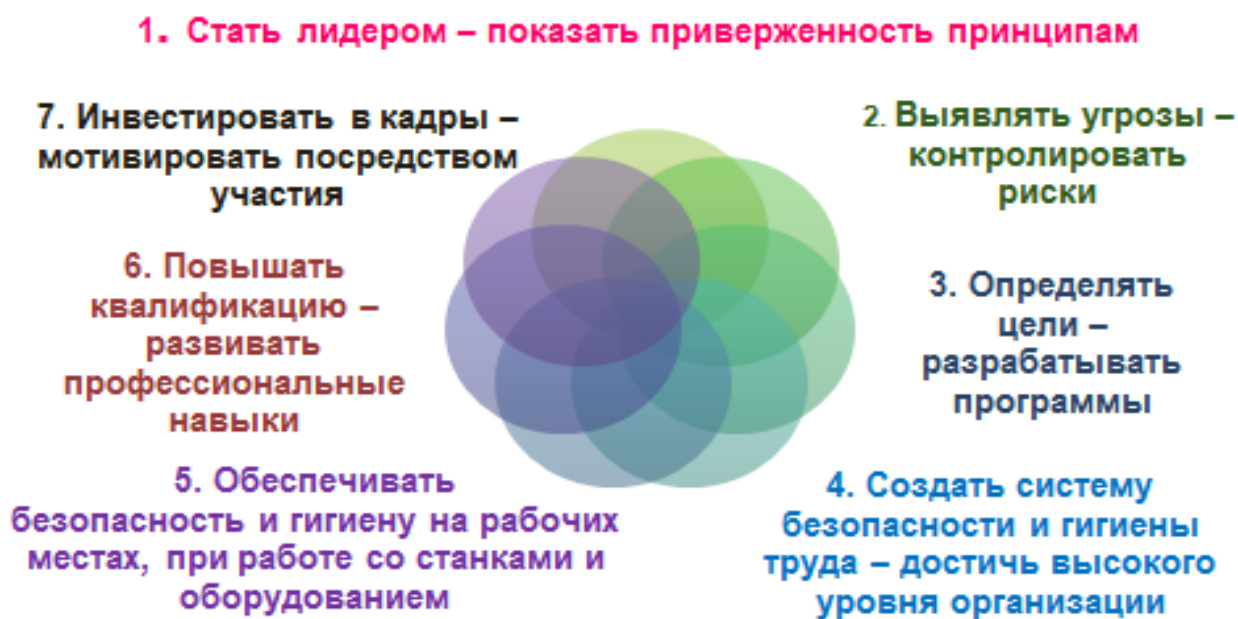 1. Стать лидером – показать приверженность принципам
2. Выявлять угрозы –
контролировать
риски
3. Определять
цели –
разрабатывать
программы
4. Создать систему
безопасности и гигиены
труда – достичь высокого
уровня организации
5. Обеспечивать
безопасность и гигиену на рабочих
местах, при работе со станками и
оборудованием
6. Повышать
квалификацию –
развивать
профессиональные
навыки
7. Инвестировать в кадры –
мотивировать посредством
участия